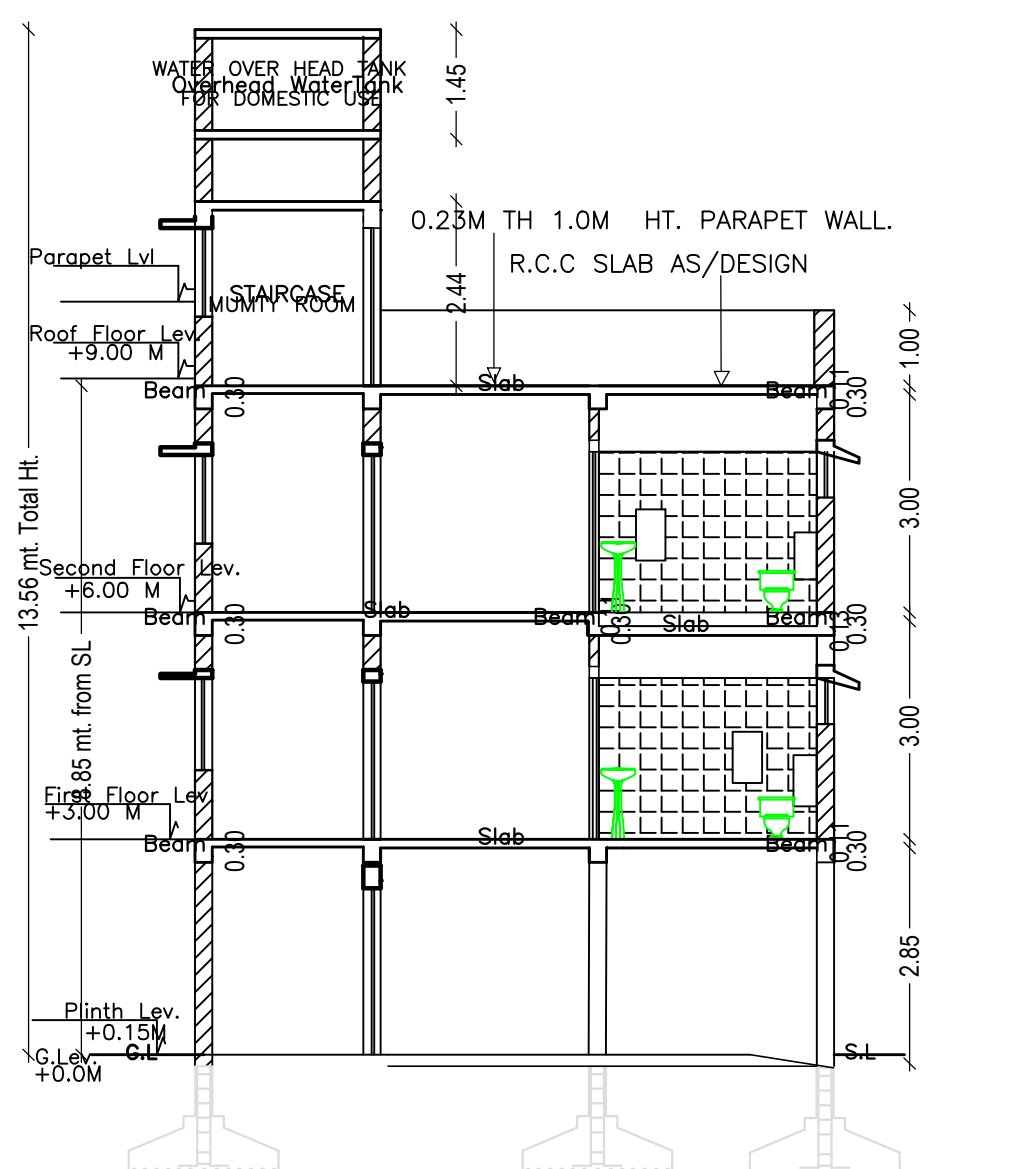 WATER OVER HEAD TANK
Overhead WaterTank
FOR DOMESTIC USE
1.45
0.23M TH 1.0M HT. PARAPET WALL.
Parapet Lvl
R.C.C SLAB AS/DESIGN
STAIRCASE
MUMTY ROOM
2.44
Roof Floor Lev.
+9.00 M
1.00
Beam
0.30
Slab
Beam
0.30
13.56 mt. Total Ht.
3.00
Second Floor Lev.
+6.00 M
Beam
0.30
Slab
Beam
0.30
Slab
Beam
0.13
0.30
.85 mt. from SL
3.00
First Floor Lev
+3.00 M
Beam
0.30
Slab
Beam
0.30
2.85
Plinth Lev.
+0.15M
G.Lev.
G.L
S.L
+0.0M